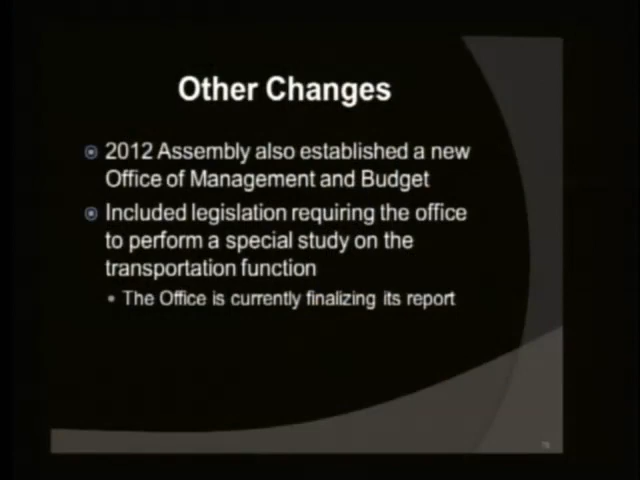 Other Changes
2012 Assembly also established a new
Office of Management and Budget
Included legislation requiring the office
to perform a special study on the
transportation function
The Office is currently finalizing its report